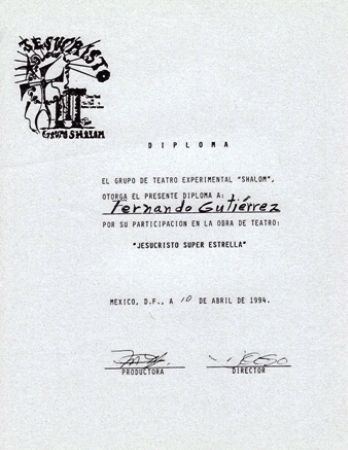 JESUCRISTO
GRUPO SHALOM
DIPLOMA
EL GRUPO DE TEATRO EXPERIMENTAL "SHALOM",
OTORGA EL PRESENTE DIPLOMA A:
Fernando Gutiérrez
POR SU PARTICIPACION EN LA OBRA DE TEATRO:
"JESUCRISTO SUPER ESTRELLA"
MEXICO, D.F., A 10 DE ABRIL DE 1994.
PRODUCTORA DIRECTOR